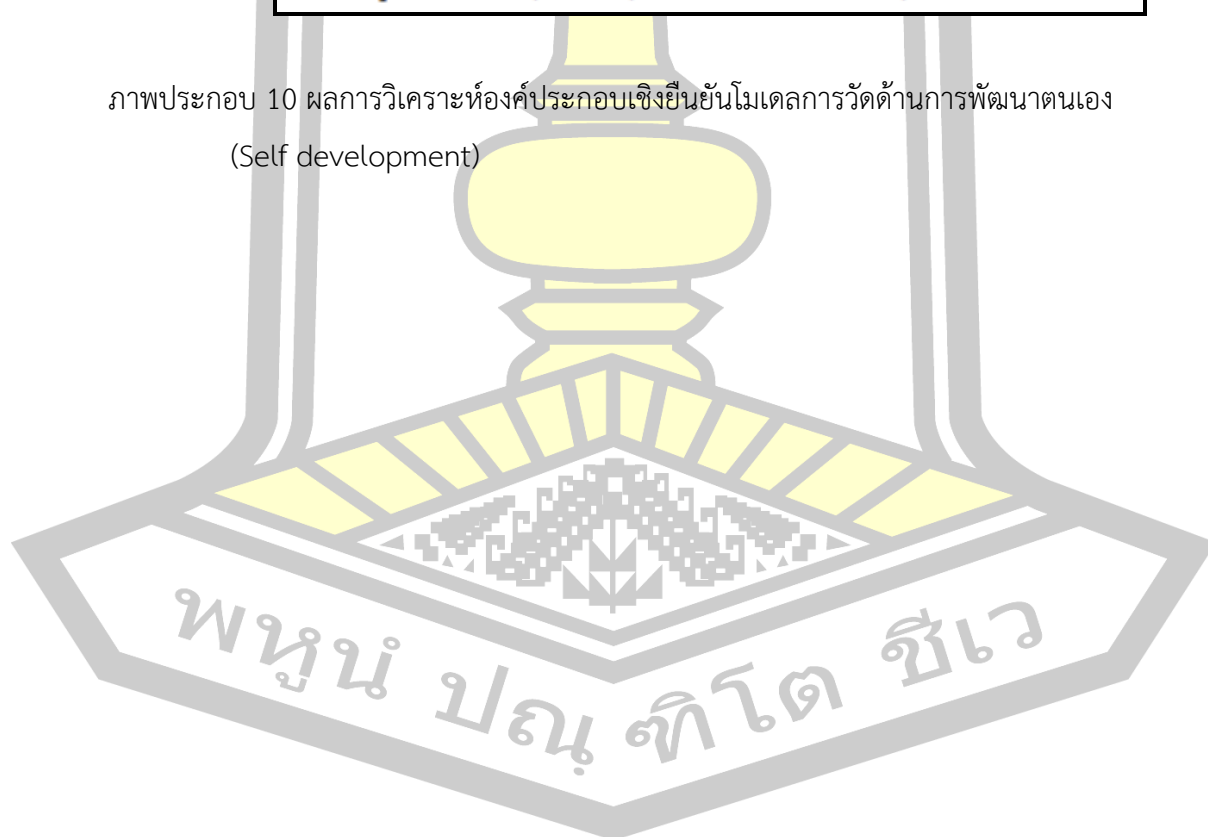 ภาพประกอบ 10 ผลการวิเคราะห์องค์ประกอบเชิงยืนยันโมเดลการวัดด้านการพัฒนาตนเอง
(Self development)
พหูนํ ปณฺ ฑิโต ชีเว